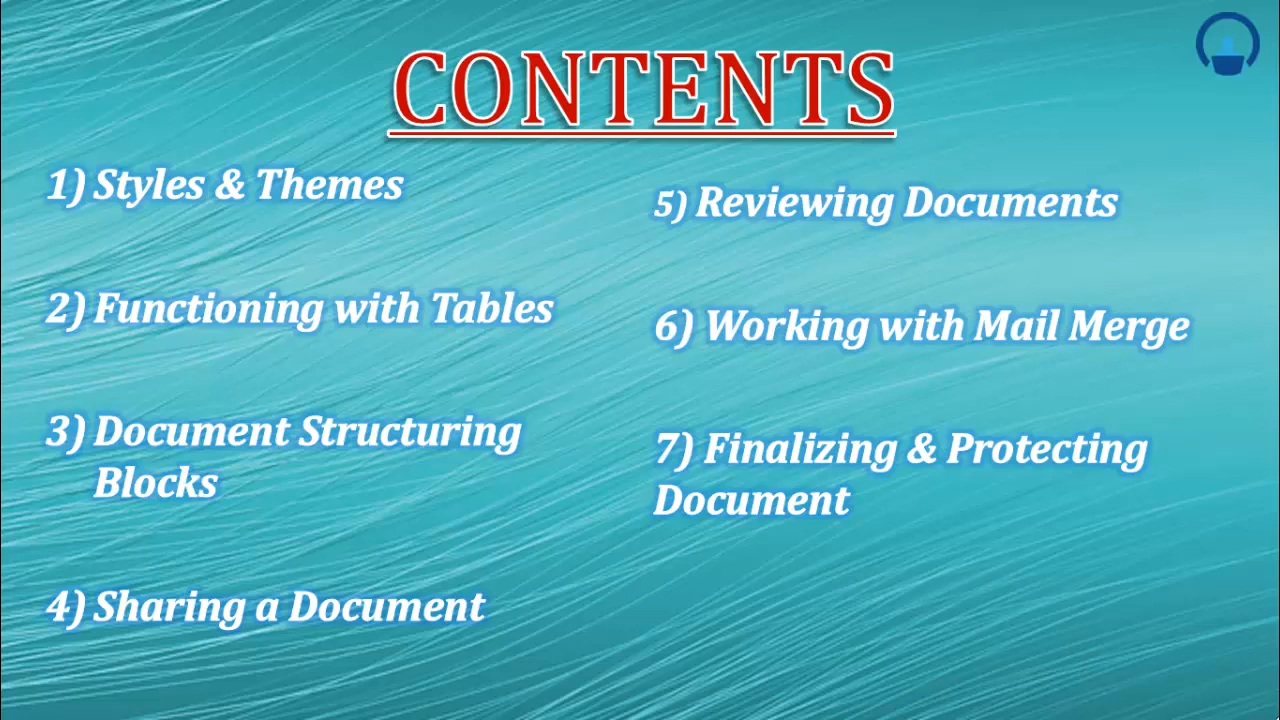 CONTENTS
1) Styles & Themes
2) Functioning with Tables
3) Document Structuring
Blocks
4) Sharing a Document
5) Reviewing Documents
6) Working with Mail Merge
7) Finalizing & Protecting
Document